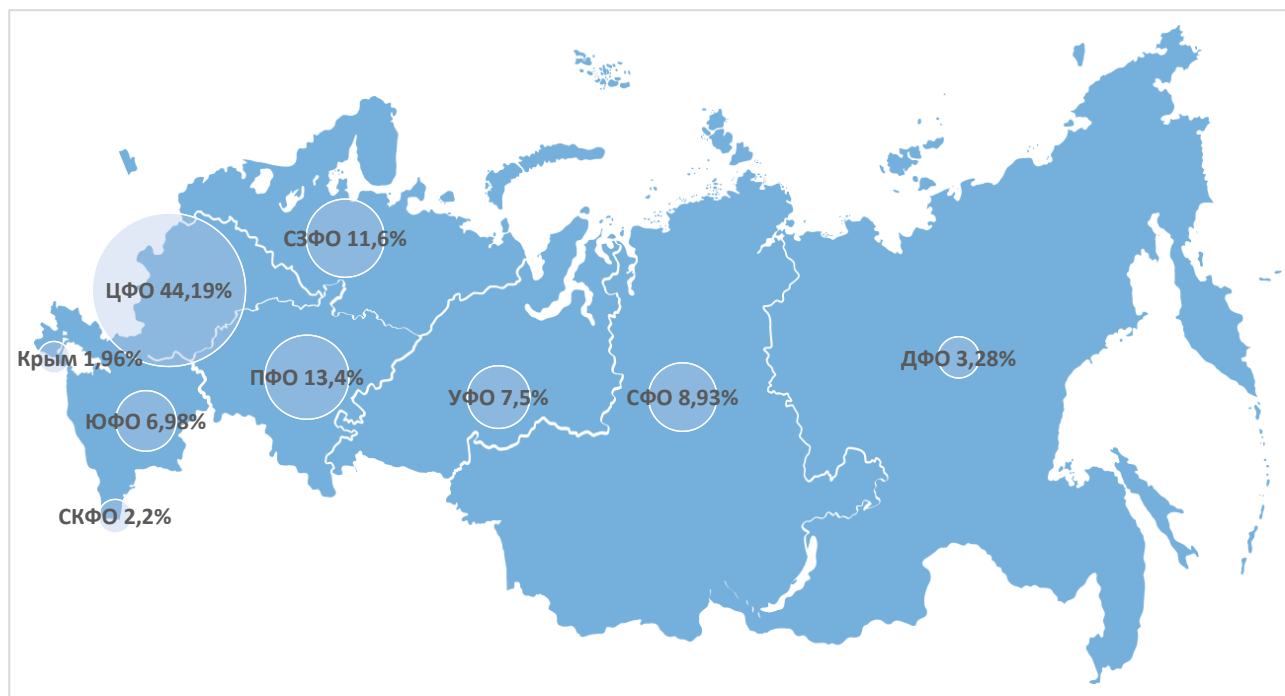 СЗФО 11,6%
ЦФО 44,19%
Крым 1,96%
ПФО 13,4%
УФО 7,5%
СФО 8,93%
ДФО 3,28%
ЮФО 6,98%
СКФО 2,2%